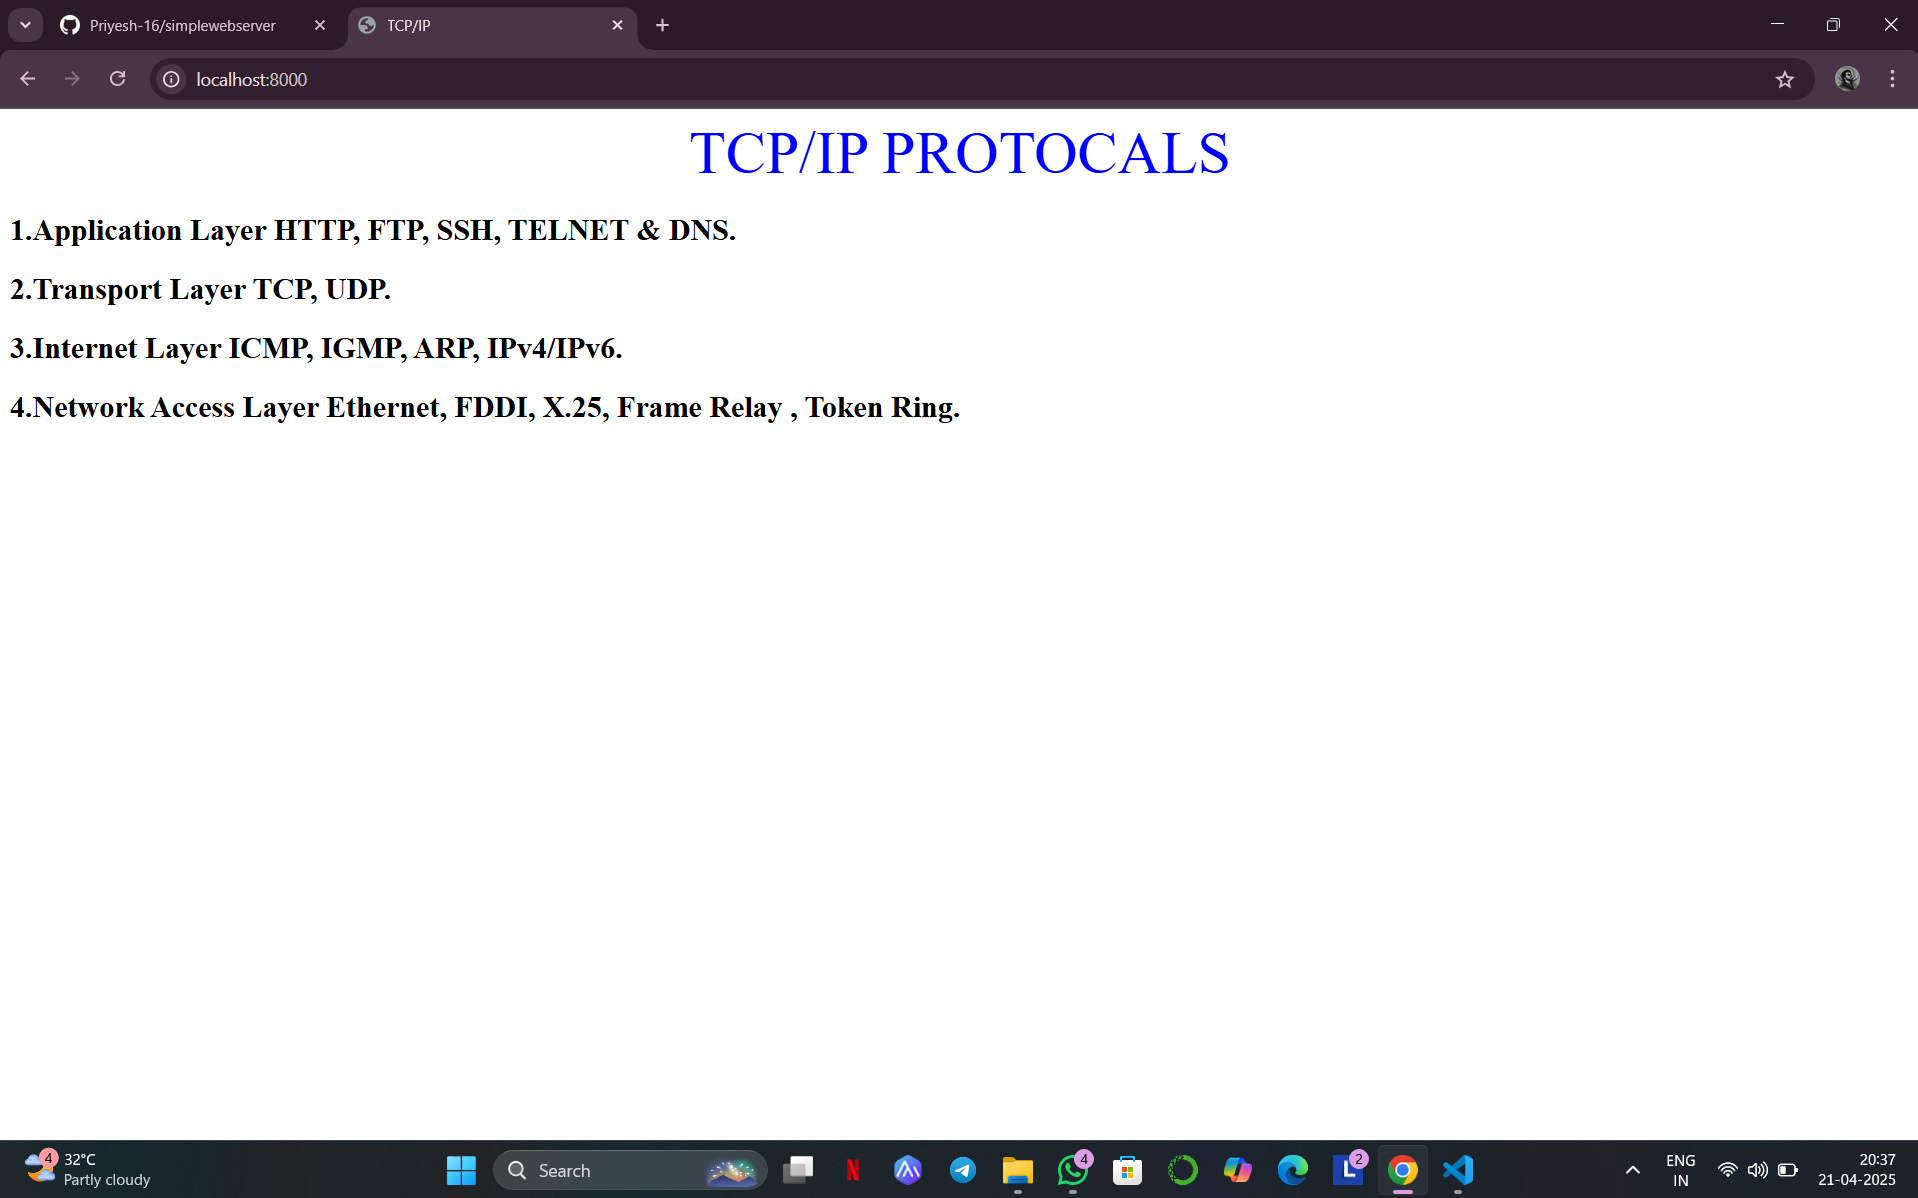 Priyesh-16/simplewebserver
TCP/IP
localhost:8000
TCP/IP PROTOCALS
1.Application Layer HTTP, FTP, SSH, TELNET & DNS.
2.Transport Layer TCP, UDP.
3.Internet Layer ICMP, IGMP, ARP, IPv4/IPv6.
4.Network Access Layer Ethernet, FDDI, X.25, Frame Relay , Token Ring.
4
32°C
Partly cloudy
Search
N
4
L
2
ENG
IN
20:37
21-04-2025